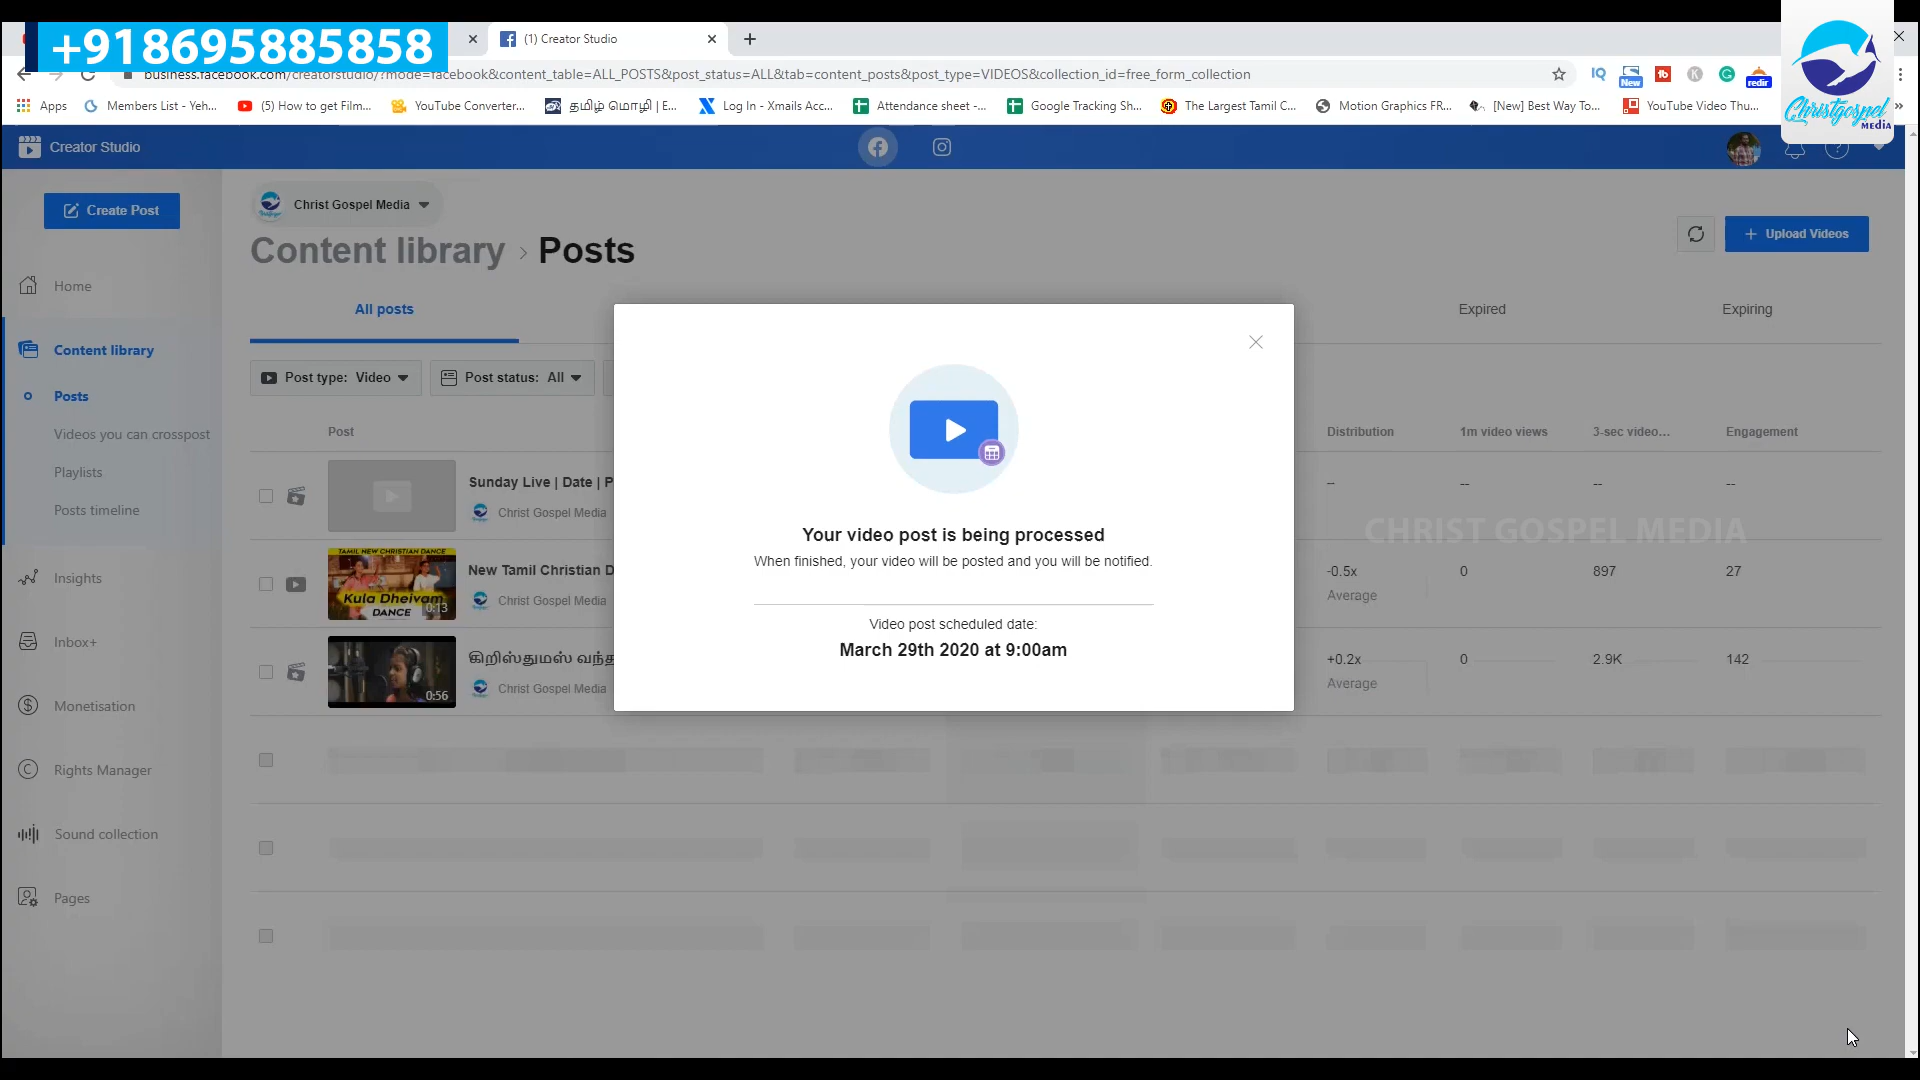 +918695885858
(1) Creator Studio
business.facebook.com/creatorstudio/?mode=facebook&content_table=ALL_POSTS&post_status=ALL&tab=content_posts&post_type=VIDEOS&collection_id=free_form_collection
IQ
New
redir
Apps
Members List - Yeh...
(5) How to get Film...
YouTube Converter...
தமிழ் மொழி | E...
Log In - Xmails Acc...
Attendance sheet -...
Google Tracking Sh...
The Largest Tamil C...
Motion Graphics FR...
[New] Best Way To...
YouTube Video Thu...
Christgospel
MEDIA
Creator Studio
Create Post
Christ Gospel Media
Content library > Posts
+ Upload Videos
Home
All posts
Expired
Expiring
Content library
Post type: Video
Post status: All
Posts
Videos you can crosspost
Playlists
Posts timeline
Insights
Inbox+
Monetisation
Rights Manager
Sound collection
Pages
Post
Distribution
1m video views
3-sec video...
Engagement
Sunday Live | Date | P
Christ Gospel Media
--
--
--
--
CHRIST GOSPEL MEDIA
TAMIL NEW CHRISTIAN DANCE
Kula Dheivam
DANCE
0:13
New Tamil Christian D
Christ Gospel Media
-0.5x
Average
0
897
27
0:56
கிறிஸ்துமஸ் வந்த
Christ Gospel Media
+0.2x
Average
0
2.9K
142
Your video post is being processed
When finished, your video will be posted and you will be notified.
Video post scheduled date:
March 29th 2020 at 9:00am